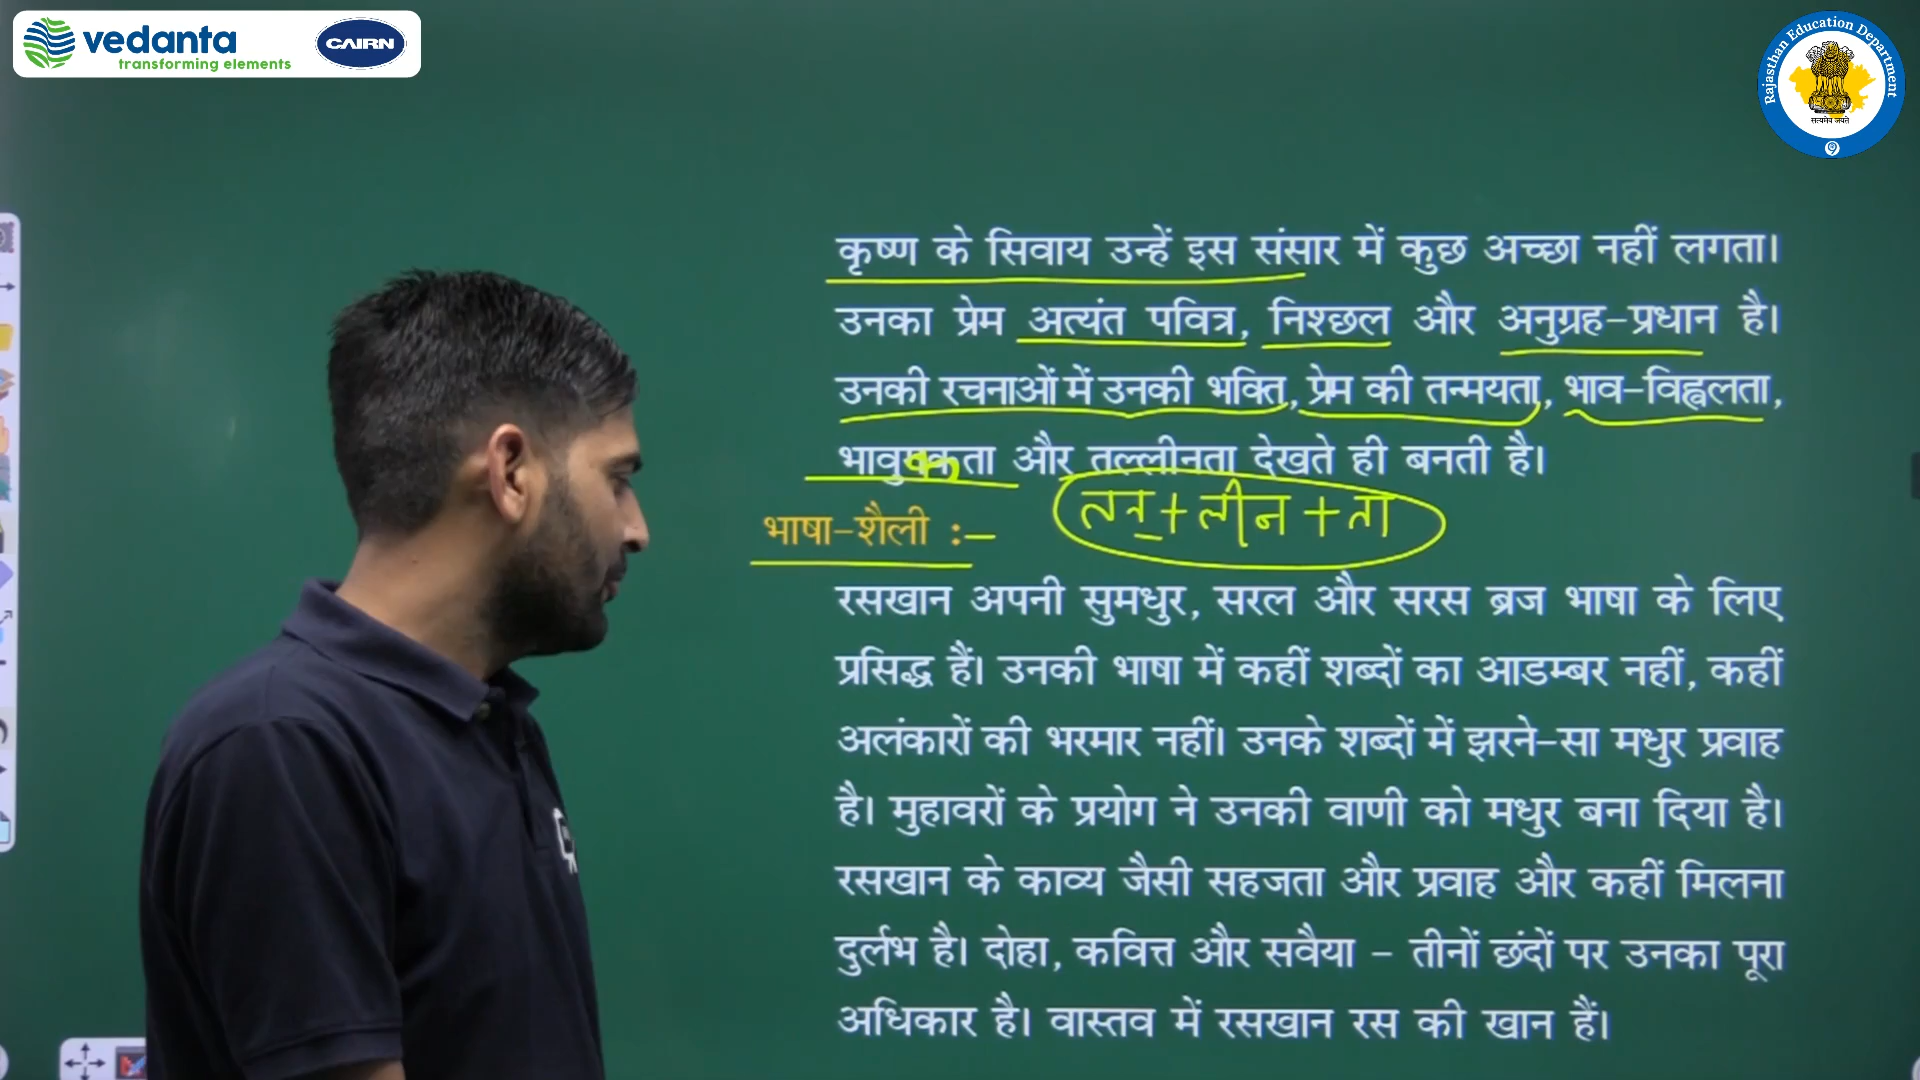 vedanta
transforming elements
CAIRN
Rajasthan Education Department
सत्यमेव जयते
कृष्ण के सिवाय उन्हें इस संसार में कुछ अच्छा नहीं लगता।
उनका प्रेम अत्यंत पवित्र, निश्छल और अनुग्रह-प्रधान है।
उनकी रचनाओं में उनकी भक्ति, प्रेम की तन्मयता, भाव-विह्वलता,
और तल्लीनता देखते ही बनती है।
तत् + लीन + ता
भाषा-शैली :–
रसखान अपनी सुमधुर, सरल और सरस ब्रज भाषा के लिए
प्रसिद्ध हैं। उनकी भाषा में कहीं शब्दों का आडम्बर नहीं, कहीं
अलंकारों की भरमार नहीं। उनके शब्दों में झरने-सा मधुर प्रवाह
है। मुहावरों के प्रयोग ने उनकी वाणी को मधुर बना दिया है।
रसखान के काव्य जैसी सहजता और प्रवाह और कहीं मिलना
दुर्लभ है। दोहा, कवित्त और सवैया – तीनों छंदों पर उनका पूरा
अधिकार है। वास्तव में रसखान रस की खान हैं।